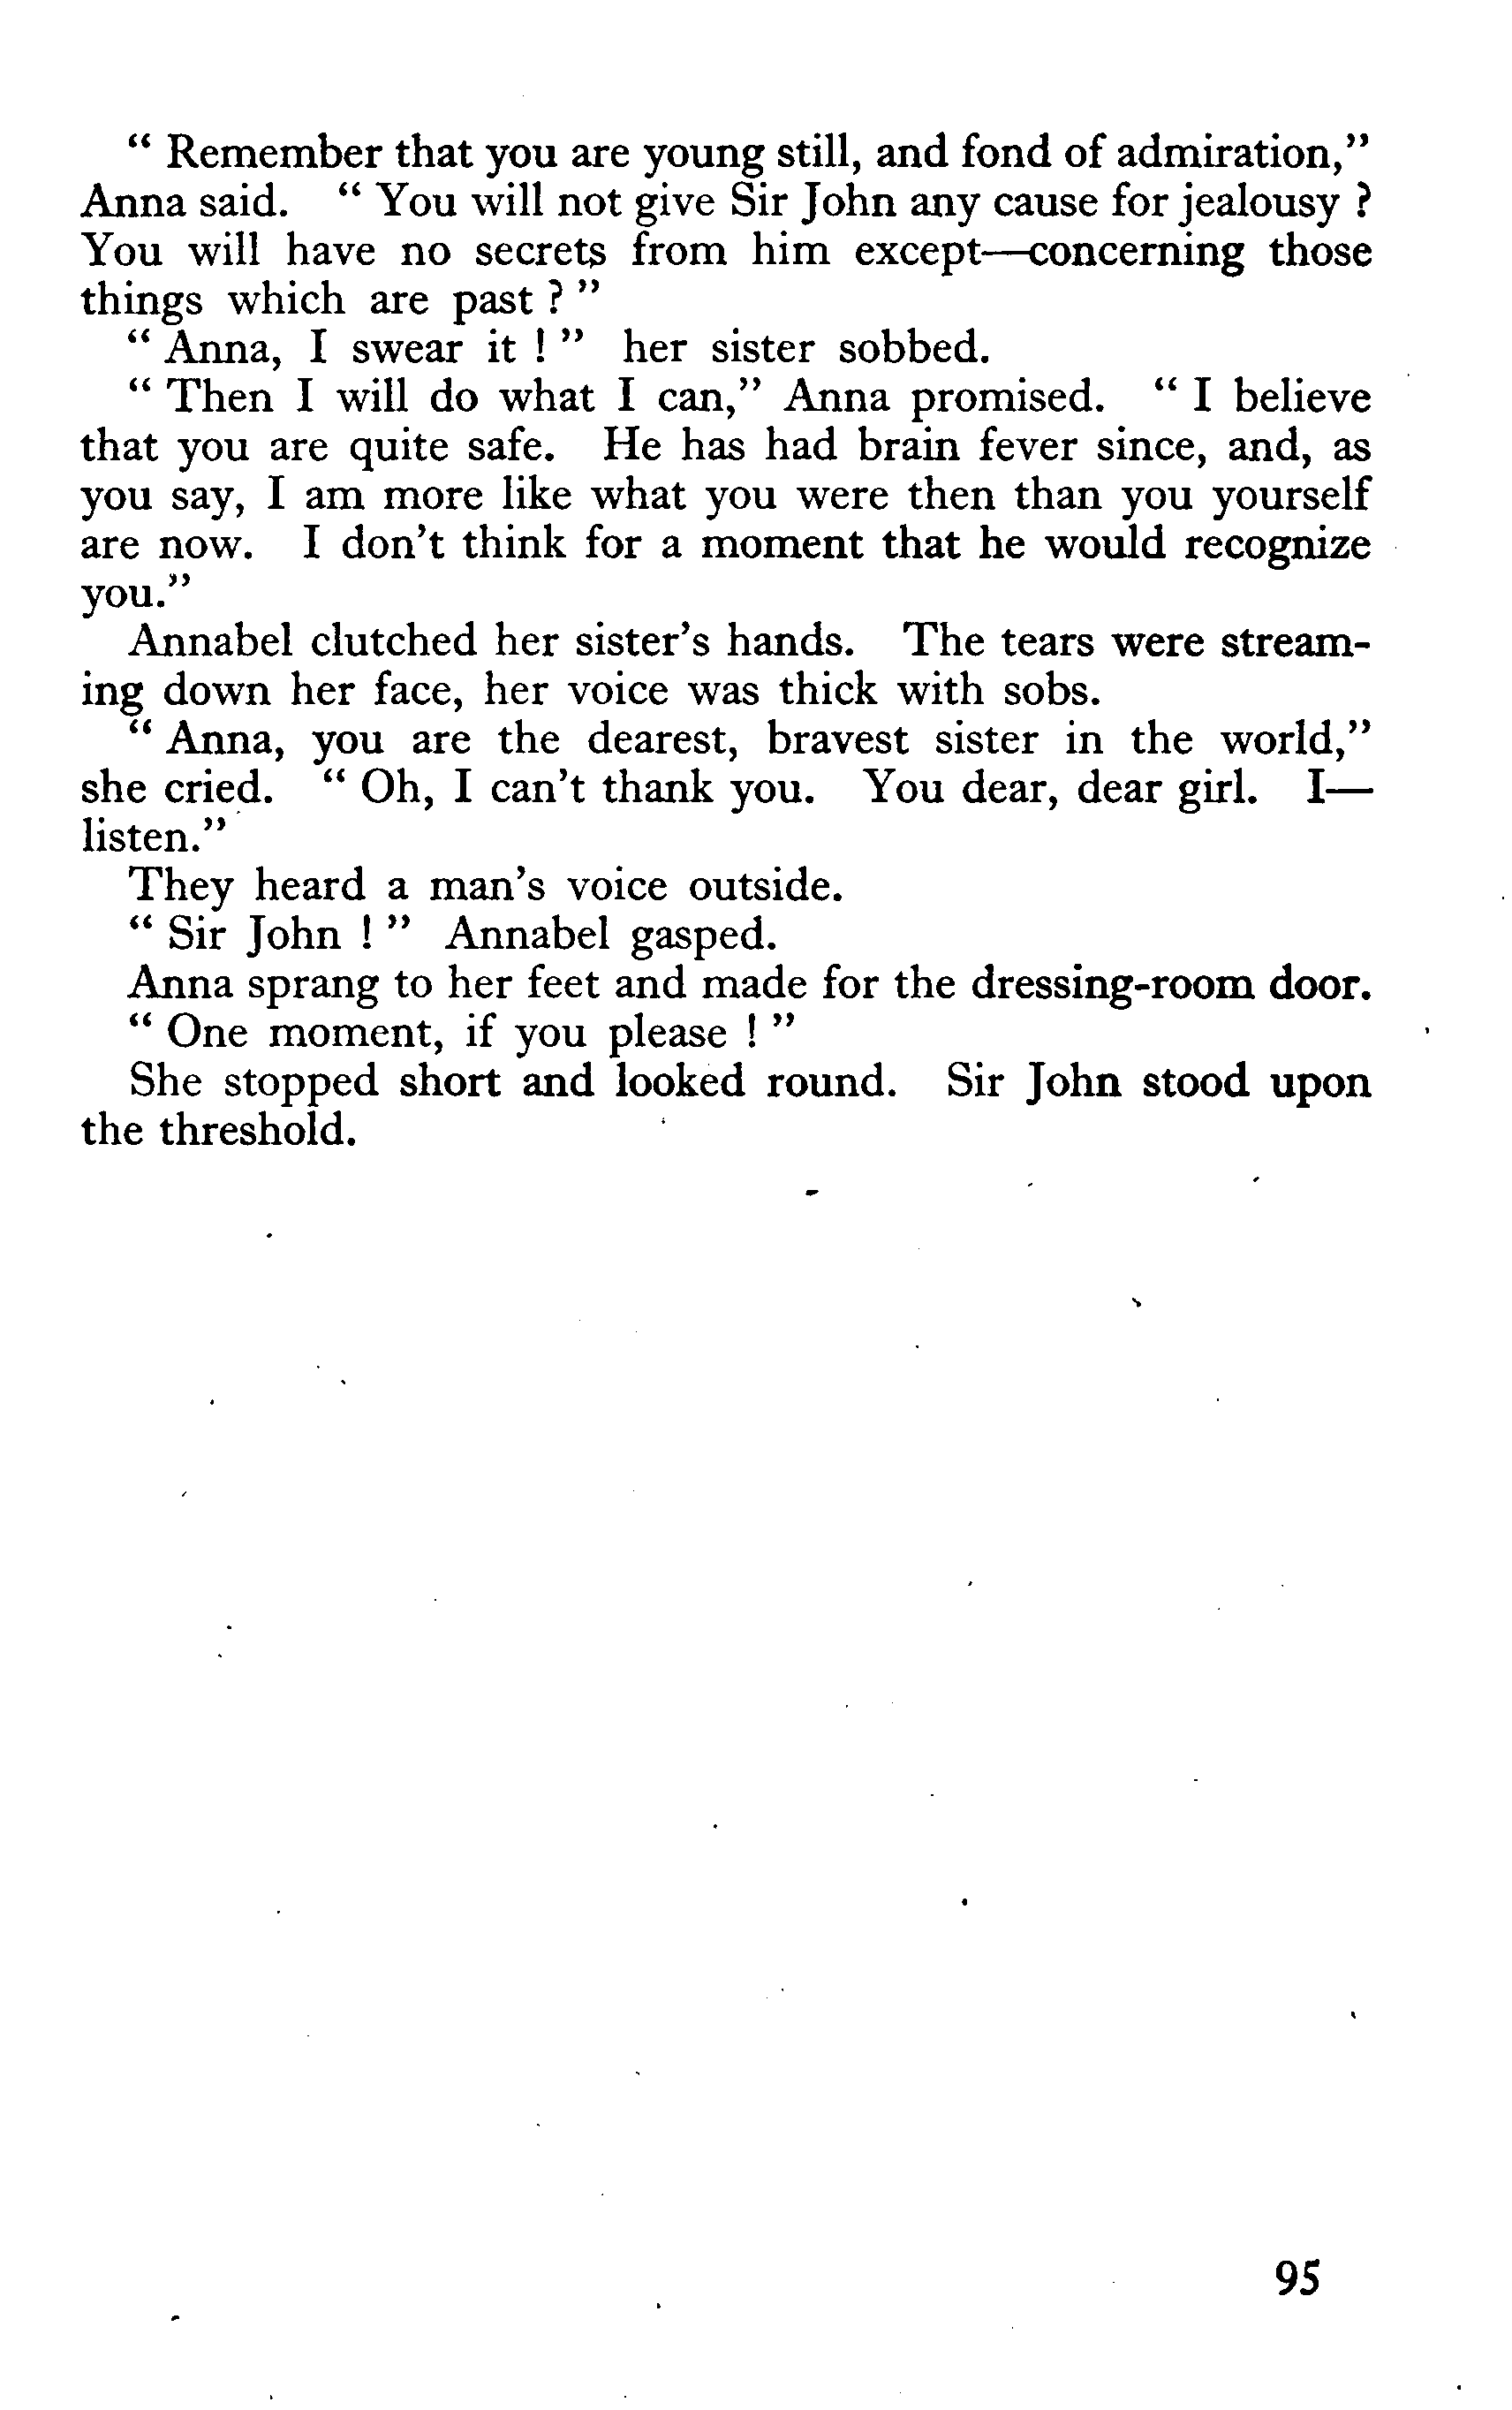 “ Remember that you are young still, and fond of admiration,”
Anna said. “ You will not give Sir John any cause for jealousy ?
You will have no secrets from him except—concerning those
things which are past ? ”
“ Anna, I swear it ! ” her sister sobbed.
“ Then I will do what I can,” Anna promised. “ I believe
that you are quite safe. He has had brain fever since, and, as
you say, I am more like what you were then than you yourself
are now. I don’t think for a moment that he would recognize
you.”
Annabel clutched her sister’s hands. The tears were stream-
ing down her face, her voice was thick with sobs.
“ Anna, you are the dearest, bravest sister in the world,”
she cried. “ Oh, I can’t thank you. You dear, dear girl. I—
listen.”
They heard a man’s voice outside.
“ Sir John ! ” Annabel gasped.
Anna sprang to her feet and made for the dressing-room door.
“ One moment, if you please ! ”
She stopped short and looked round. Sir John stood upon
the threshold.
95